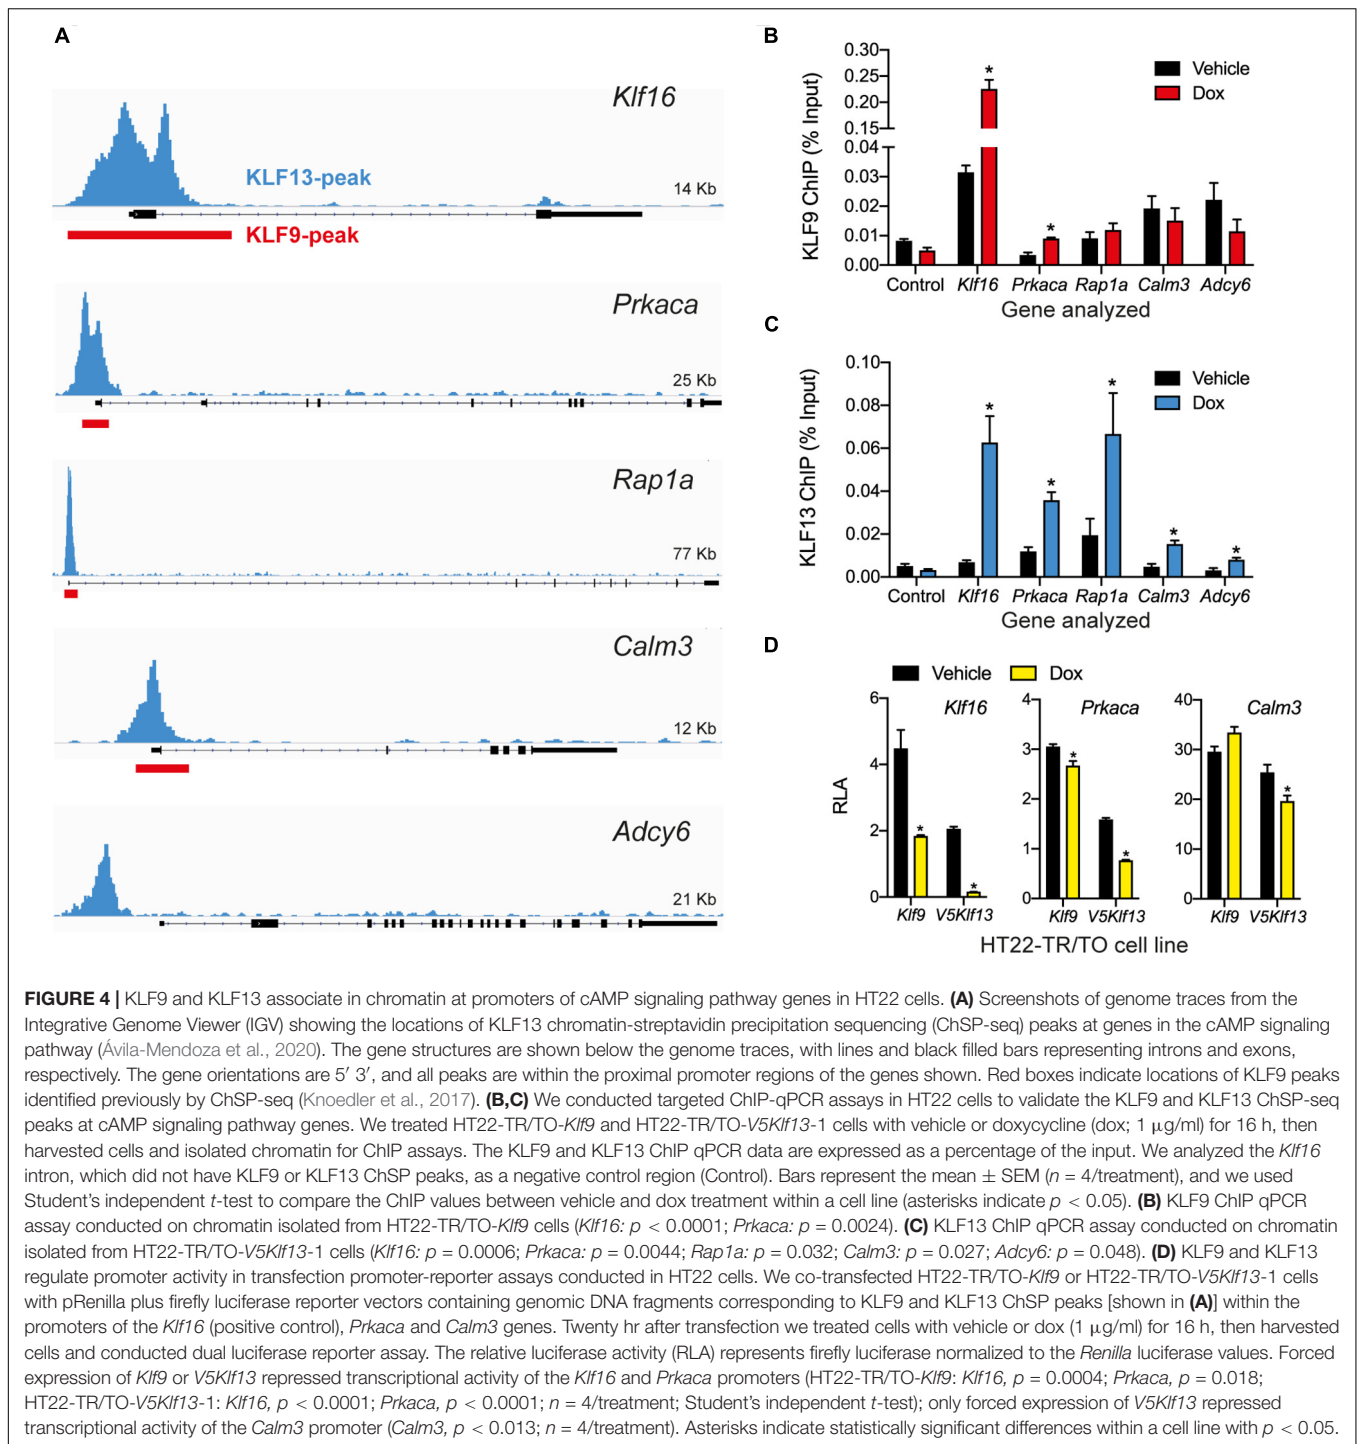 A
Klf16
KLF13-peak
14 Kb
KLF9-peak
Prkaca
25 Kb
Rap1a
77 Kb
Calm3
12 Kb
Adcy6
21 Kb
B
KLF9 ChIP (% Input)
0.30
0.25
0.20
0.15
0.04
0.03
0.02
0.01
0.00
Vehicle
Dox
*
*
Control Klf16 Prkaca Rap1a Calm3 Adcy6
Gene analyzed
C
KLF13 ChIP (% Input)
0.10
0.08
0.06
0.04
0.02
0.00
Vehicle
Dox
*
*
*
*
*
Control Klf16 Prkaca Rap1a Calm3 Adcy6
Gene analyzed
D
Vehicle Dox
RLA
Klf16
6
4
2
0
*
*
Klf9 V5Klf13
Prkaca
4
3
2
1
0
*
*
Klf9 V5Klf13
Calm3
40
30
20
10
0
*
Klf9 V5Klf13
HT22-TR/TO cell line
FIGURE 4 | KLF9 and KLF13 associate in chromatin at promoters of cAMP signaling pathway genes in HT22 cells. (A) Screenshots of genome traces from the
Integrative Genome Viewer (IGV) showing the locations of KLF13 chromatin-streptavidin precipitation sequencing (ChSP-seq) peaks at genes in the cAMP signaling
pathway (Ávila-Mendoza et al., 2020). The gene structures are shown below the genome traces, with lines and black filled bars representing introns and exons,
respectively. The gene orientations are 5′ 3′, and all peaks are within the proximal promoter regions of the genes shown. Red boxes indicate locations of KLF9 peaks
identified previously by ChSP-seq (Knoedler et al., 2017). (B,C) We conducted targeted ChIP-qPCR assays in HT22 cells to validate the KLF9 and KLF13 ChSP-seq
peaks at cAMP signaling pathway genes. We treated HT22-TR/TO-Klf9 and HT22-TR/TO-V5Klf13-1 cells with vehicle or doxycycline (dox; 1 μg/ml) for 16 h, then
harvested cells and isolated chromatin for ChIP assays. The KLF9 and KLF13 ChIP qPCR data are expressed as a percentage of the input. We analyzed the Klf16
intron, which did not have KLF9 or KLF13 ChSP peaks, as a negative control region (Control). Bars represent the mean ± SEM (n = 4/treatment), and we used
Student's independent t-test to compare the ChIP values between vehicle and dox treatment within a cell line (asterisks indicate p < 0.05). (B) KLF9 ChIP qPCR
assay conducted on chromatin isolated from HT22-TR/TO-Klf9 cells (Klf16: p < 0.0001; Prkaca: p = 0.0024). (C) KLF13 ChIP qPCR assay conducted on chromatin
isolated from HT22-TR/TO-V5Klf13-1 cells (Klf16: p = 0.0006; Prkaca: p = 0.0044; Rap1a: p = 0.032; Calm3: p = 0.027; Adcy6: p = 0.048). (D) KLF9 and KLF13
regulate promoter activity in transfection promoter-reporter assays conducted in HT22 cells. We co-transfected HT22-TR/TO-Klf9 or HT22-TR/TO-V5Klf13-1 cells
with pRenilla plus firefly luciferase reporter vectors containing genomic DNA fragments corresponding to KLF9 and KLF13 ChSP peaks [shown in (A)] within the
promoters of the Klf16 (positive control), Prkaca and Calm3 genes. Twenty hr after transfection we treated cells with vehicle or dox (1 μg/ml) for 16 h, then harvested
cells and conducted dual luciferase reporter assay. The relative luciferase activity (RLA) represents firefly luciferase normalized to the Renilla luciferase values. Forced
expression of Klf9 or V5Klf13 repressed transcriptional activity of the Klf16 and Prkaca promoters (HT22-TR/TO-Klf9: Klf16, p = 0.0004; Prkaca, p = 0.018;
HT22-TR/TO-V5Klf13-1: Klf16, p < 0.0001; Prkaca, p < 0.0001; n = 4/treatment; Student's independent t-test); only forced expression of V5Klf13 repressed
transcriptional activity of the Calm3 promoter (Calm3, p < 0.013; n = 4/treatment). Asterisks indicate statistically significant differences within a cell line with p < 0.05.